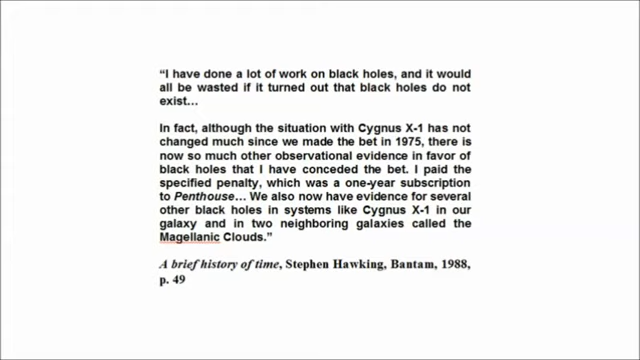 “I have done a lot of work on black holes, and it would
all be wasted if it turned out that black holes do not
exist…
In fact, although the situation with Cygnus X-1 has not
changed much since we made the bet in 1975, there is
now so much other observational evidence in favor of
black holes that I have conceded the bet. I paid the
specified penalty, which was a one-year subscription
to Penthouse… We also now have evidence for several
other black holes in systems like Cygnus X-1 in our
galaxy and in two neighboring galaxies called the
Magellanic Clouds.”
A brief history of time, Stephen Hawking, Bantam, 1988,
p. 49